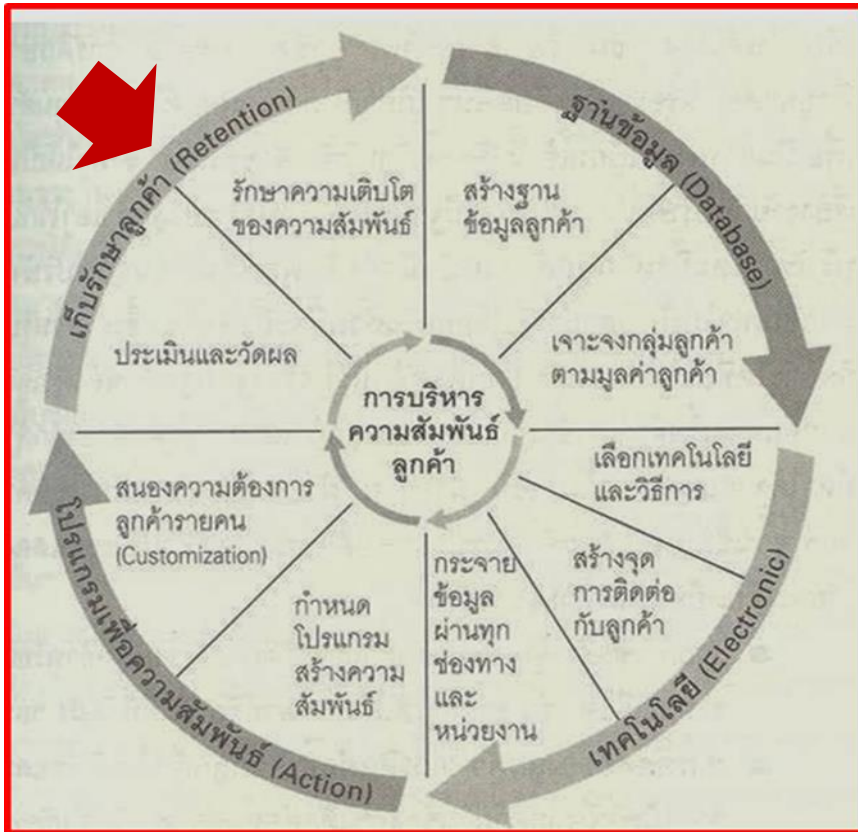 ฐานข้อมูล (Database)
สร้างฐาน
ข้อมูลลูกค้า
เจาะจงกลุ่มลูกค้า
ตามมูลค่าลูกค้า
เทคโนโลยี (Electronic)
เลือกเทคโนโลยี
และวิธีการ
สร้างจุด
การติดต่อ
กับลูกค้า
กระจาย
ข้อมูล
ผ่านทุก
ช่องทาง
และ
หน่วยงาน
โปรแกรมเพื่อความสัมพันธ์ (Action)
กำหนด
โปรแกรม
สร้างความ
สัมพันธ์
สนองความต้องการ
ลูกค้ารายคน
(Customization)
เก็บรักษาลูกค้า (Retention)
ประเมินและวัดผล
รักษาความเติบโต
ของความสัมพันธ์
การบริหาร
ความสัมพันธ์
ลูกค้า